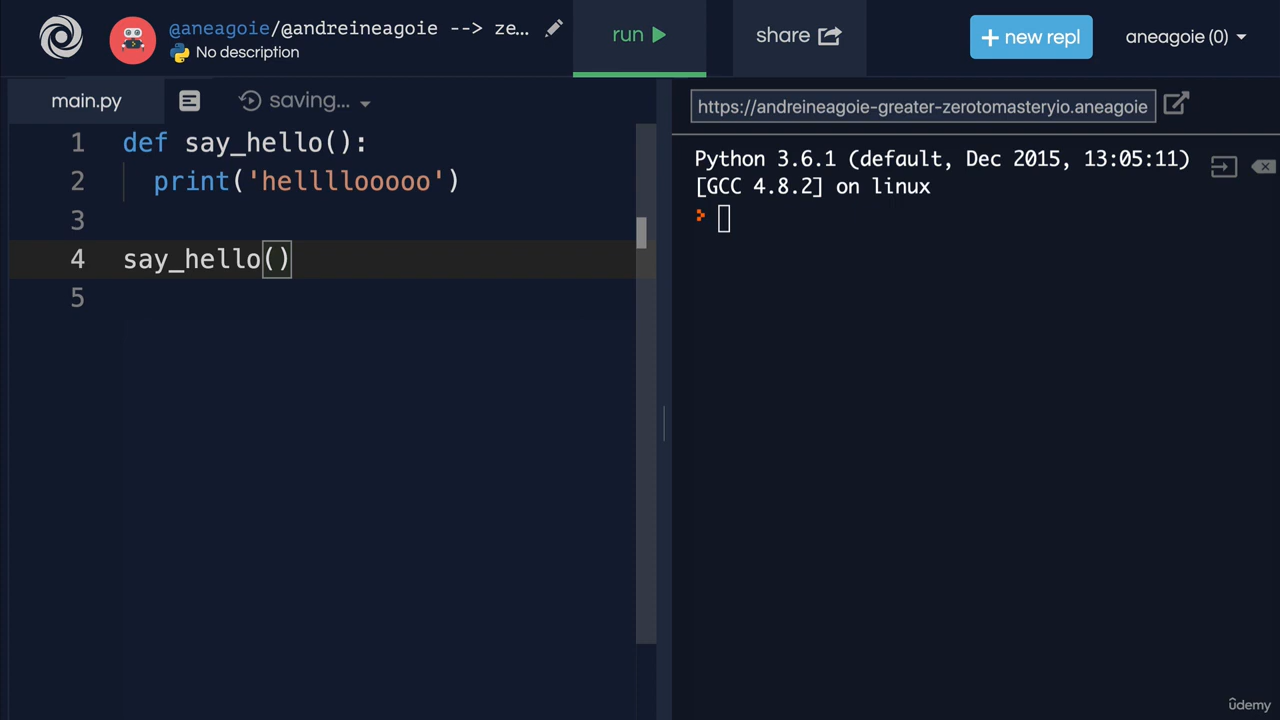 @aneagoie/@andreineagoie --> ze...
No description
run
share
+ new repl
aneagoie (0)
main.py
saving...
https://andreineagoie-greater-zerotomasteryio.aneagoie
1 def say_hello():
2 print('hellllooooo')
3
4 say_hello()
5
Python 3.6.1 (default, Dec 2015, 13:05:11)
[GCC 4.8.2] on linux
ûdemy